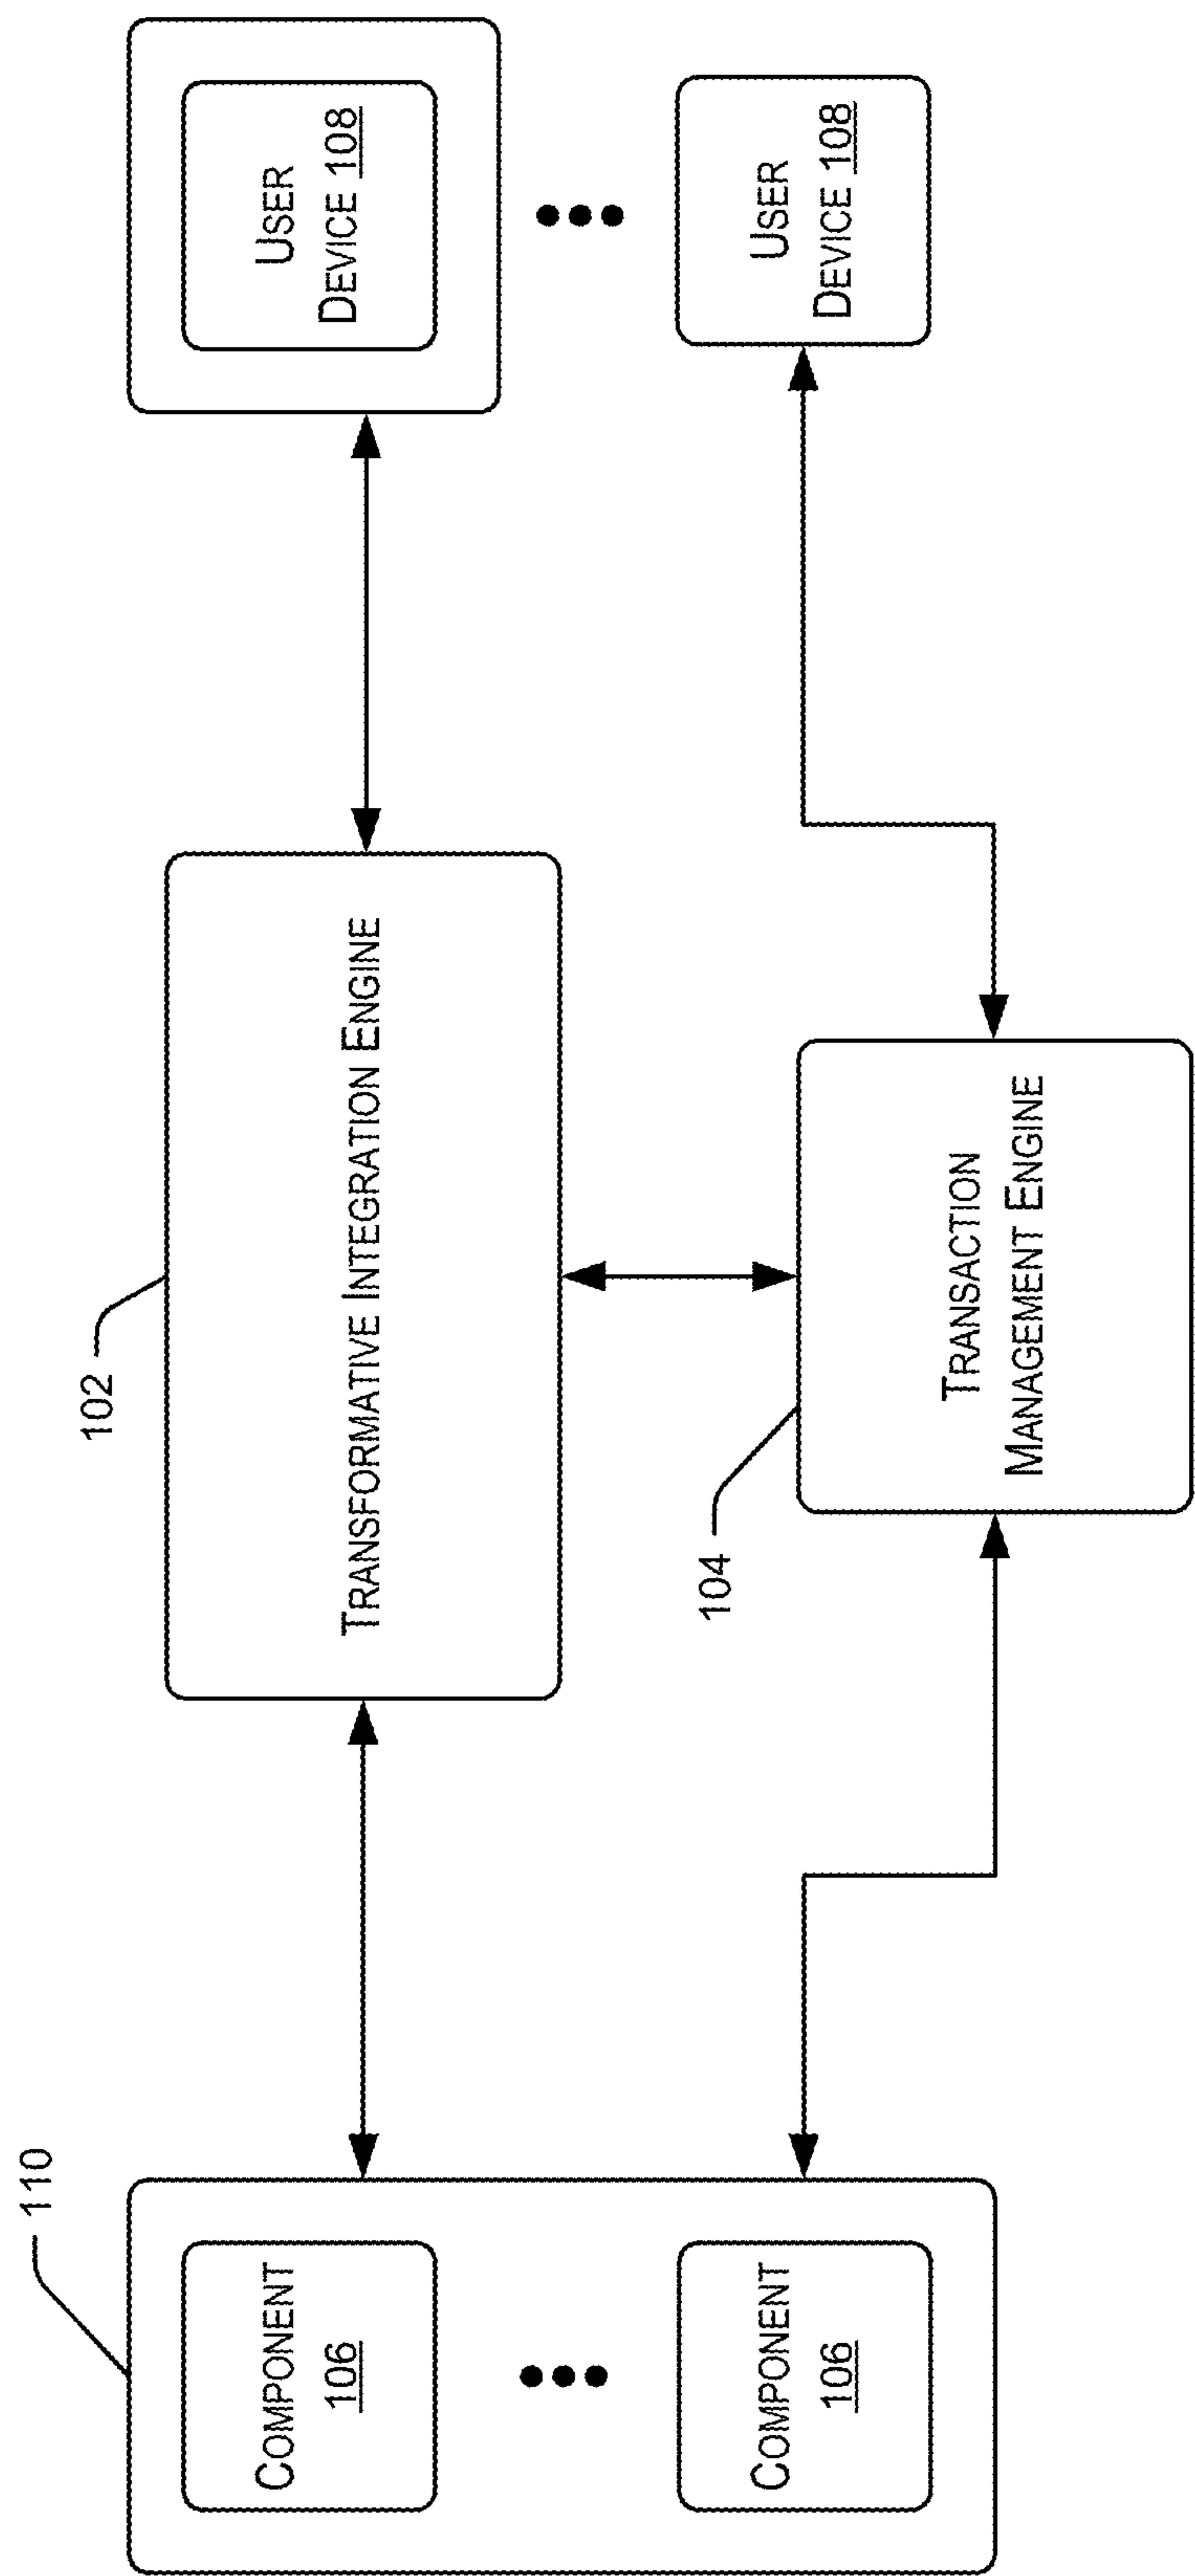 110
COMPONENT
106
COMPONENT
106
102
TRANSFORMATIVE INTEGRATION ENGINE
104
TRANSACTION
MANAGEMENT ENGINE
USER
DEVICE 108
USER
DEVICE 108